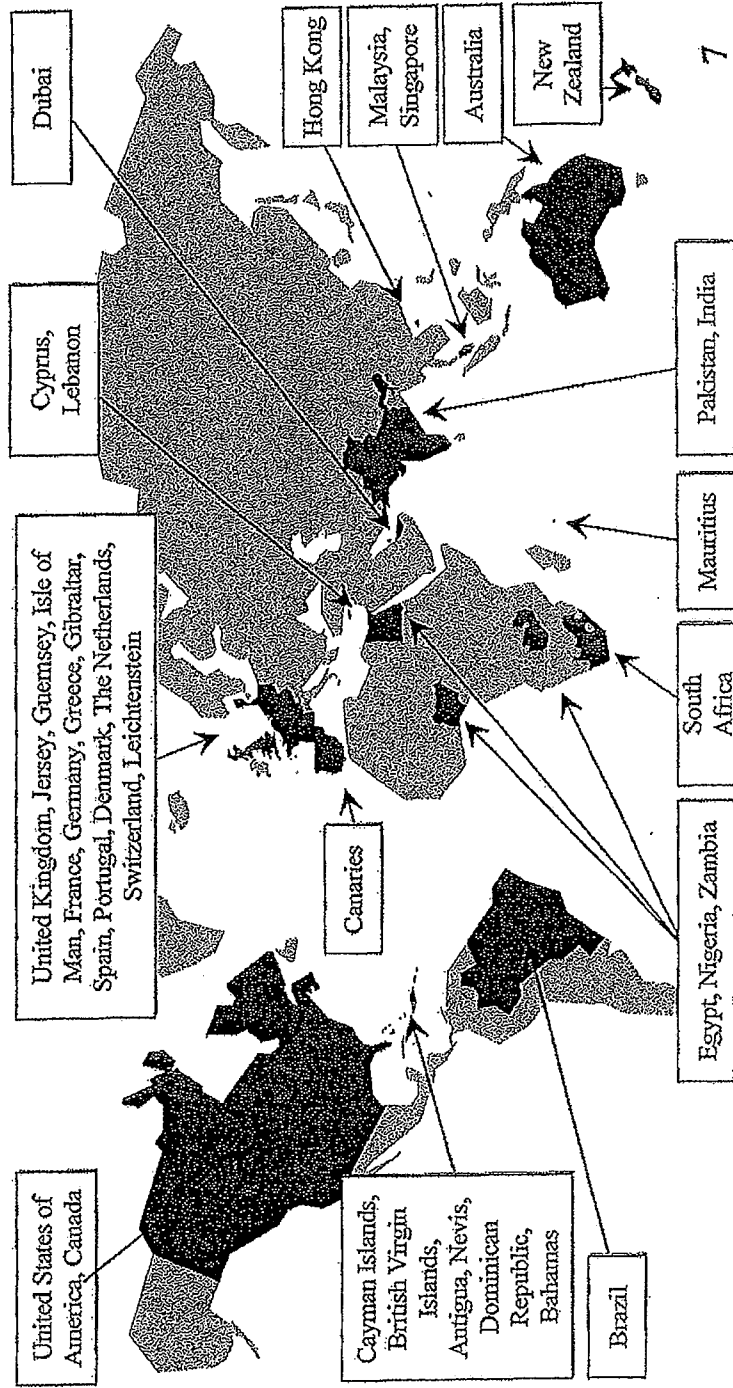 United States of
America, Canada
United Kingdom, Jersey, Guernsey, Isle of
Man, France, Germany, Greece, Gibraltar,
Spain, Portugal, Denmark, The Netherlands,
Switzerland, Leichtenstein
Cyprus,
Lebanon
Dubai
Canaries
Hong Kong
Malaysia,
Singapore
Australia
New
Zealand
Cayman Islands,
British Virgin
Islands,
Antigua, Nevis,
Dominican
Republic,
Bahamas
Brazil
Egypt, Nigeria, Zambia
South
Africa
Mauritius
Pakistan, India
7